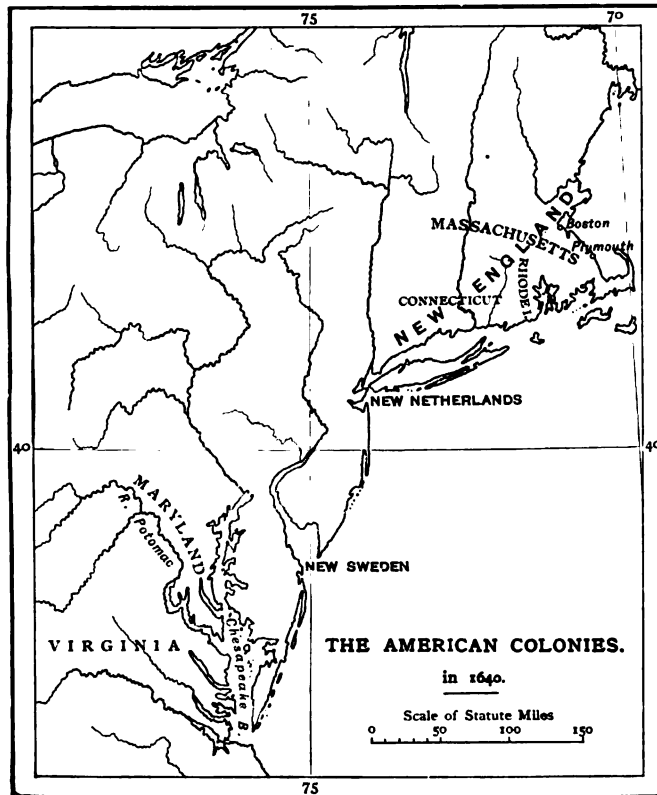 75
70
NEW ENGLAND
MASSACHUSETTS
Boston
Plymouth
RHODE I.
CONNECTICUT
NEW NETHERLANDS
40
40
MARYLAND
R. Potomac
NEW SWEDEN
VIRGINIA
Chesapeake B.
THE AMERICAN COLONIES.
in 1640.
Scale of Statute Miles
0 50 100 150
75